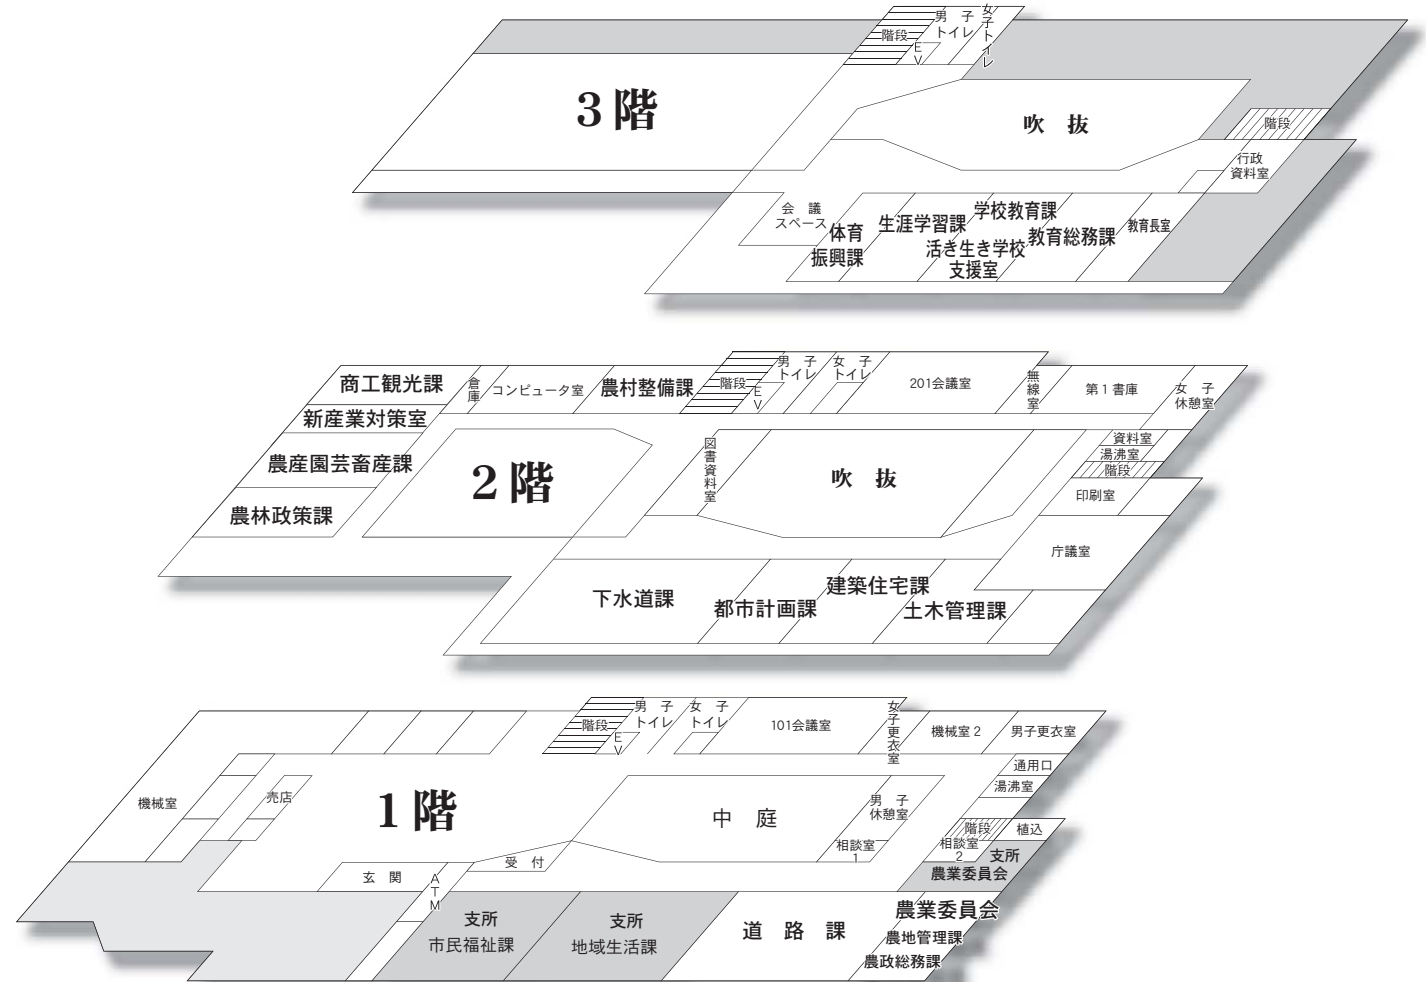 階段
男 子
トイレ
女子トイレ
EV
3階
吹 抜
階段
行政
資料室
会 議
スペース
体育
振興課
生涯学習課
学校教育課
活き生き学校
支援室
教育総務課
教育長室
商工観光課
倉庫
コンピュータ室
農村整備課
階段
EV
男 子
トイレ
女 子
トイレ
201会議室
無線室
第1書庫
女 子
休憩室
新産業対策室
農産園芸畜産課
農林政策課
2階
図書資料室
吹 抜
資料室
湯沸室
階段
印刷室
庁議室
下水道課
都市計画課
建築住宅課
土木管理課
階段
EV
男 子
トイレ
女 子
トイレ
101会議室
女子更衣室
機械室2
男子更衣室
通用口
湯沸室
機械室
売店
1階
中 庭
男 子
休憩室
相談室
1
階段
植込
相談室
2
支所
農業委員会
受 付
玄 関
ATM
支所
市民福祉課
支所
地域生活課
道 路 課
農業委員会
農地管理課
農政総務課